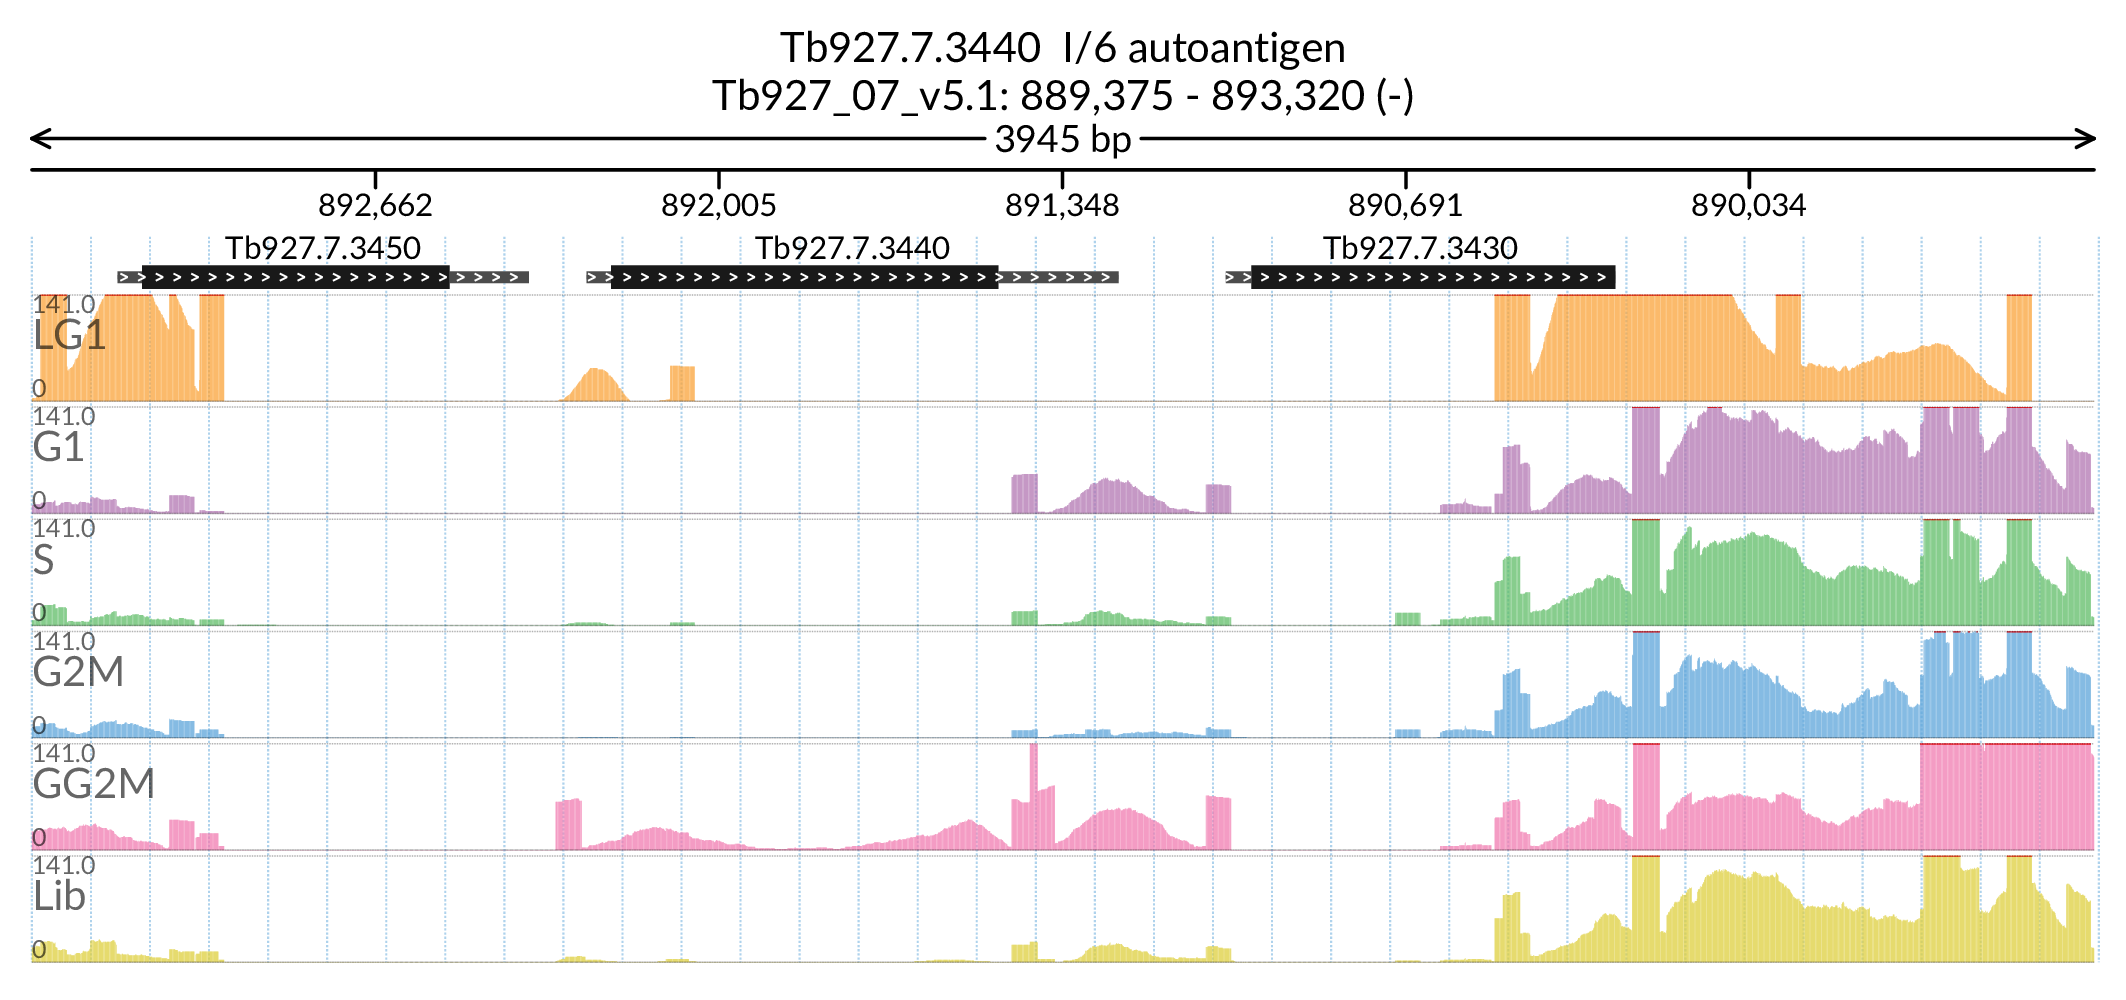 Tb927.7.3440  I/6 autoantigen
Tb927_07_v5.1: 889,375 - 893,320 (-)
3945 bp
892,662 892,005 891,348 890,691 890,034
Tb927.7.3450 Tb927.7.3440 Tb927.7.3430
141.0
LG1
0
141.0
G1
0
141.0
S
0
141.0
G2M
0
141.0
GG2M
0
141.0
Lib
0